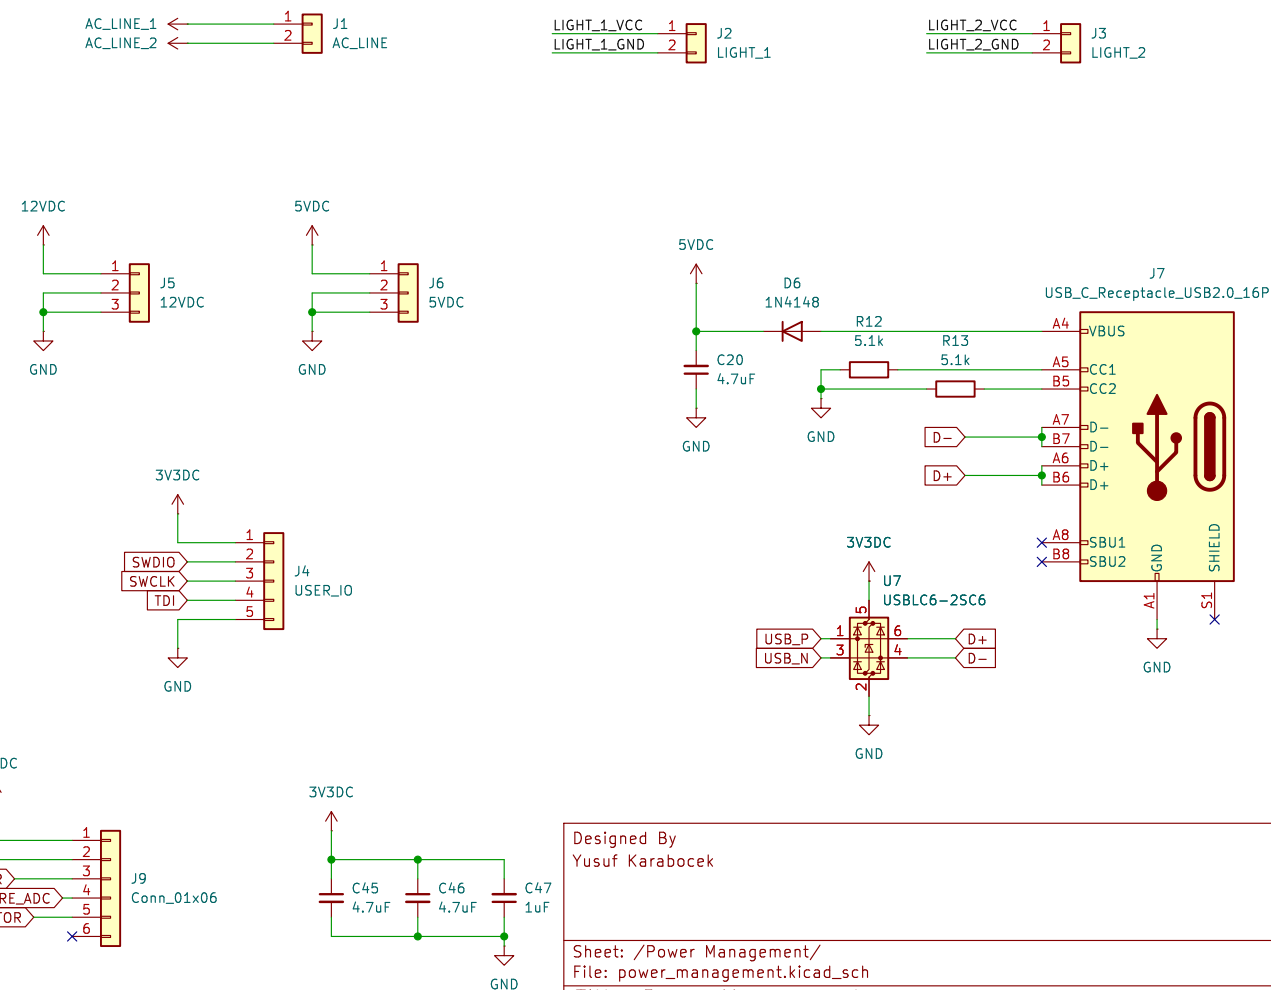 AC_LINE_1
AC_LINE_2
1
2
J1
AC_LINE
LIGHT_1_VCC
LIGHT_1_GND
1
2
J2
LIGHT_1
LIGHT_2_VCC
LIGHT_2_GND
1
2
J3
LIGHT_2
12VDC
1
2
3
J5
12VDC
GND
5VDC
1
2
3
J6
5VDC
GND
5VDC
D6
1N4148
C20
4.7uF
GND
R12
5.1k
R13
5.1k
GND
D-
D+
J7
USB_C_Receptacle_USB2.0_16P
A4 VBUS
A5 CC1
B5 CC2
A7 D-
B7 D-
A6 D+
B6 D+
A8 SBU1
B8 SBU2
GND
SHIELD
A1
S1
GND
3V3DC
SWDIO
SWCLK
TDI
1
2
3
4
5
J4
USER_IO
GND
3V3DC
U7
USBLC6-2SC6
5
USB_P 1 6 D+
USB_N 3 4 D-
2
GND
DC
1
2
3
RE_ADC 4
TOR 5
6
J9
Conn_01x06
3V3DC
C45
4.7uF
C46
4.7uF
C47
1uF
GND
Designed By
Yusuf Karabocek
Sheet: /Power Management/
File: power_management.kicad_sch